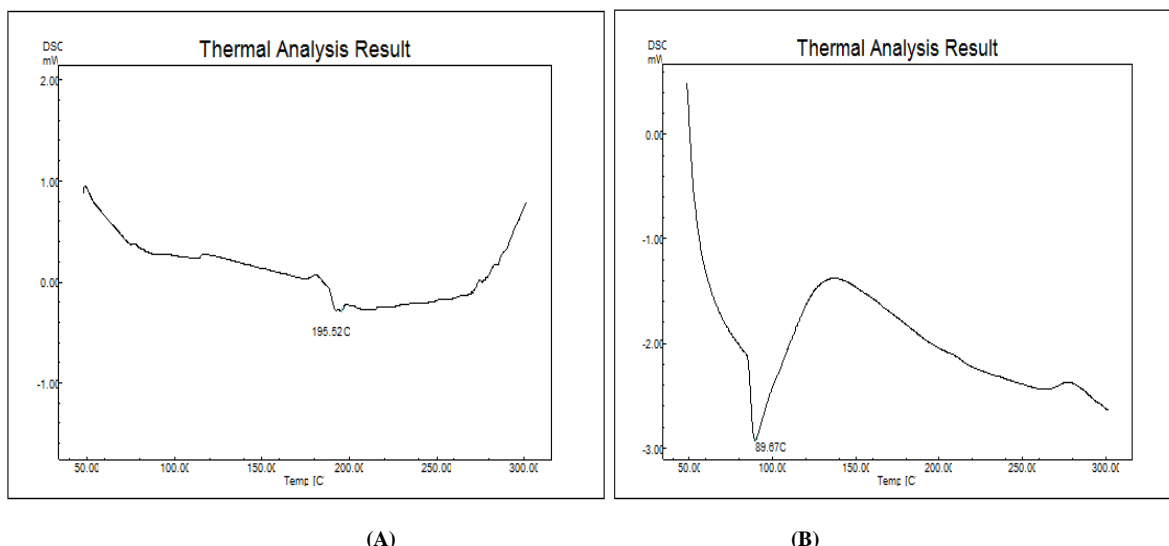 Thermal Analysis Result
DSC
mW
2.00
1.00
0.00
-1.00
195.52C
50.00
100.00
150.00
200.00
250.00
300.00
Temp [C]
(A)
Thermal Analysis Result
DSC
mW
0.00
-1.00
-2.00
-3.00
89.67C
50.00
100.00
150.00
200.00
250.00
300.00
Temp [C]
(B)